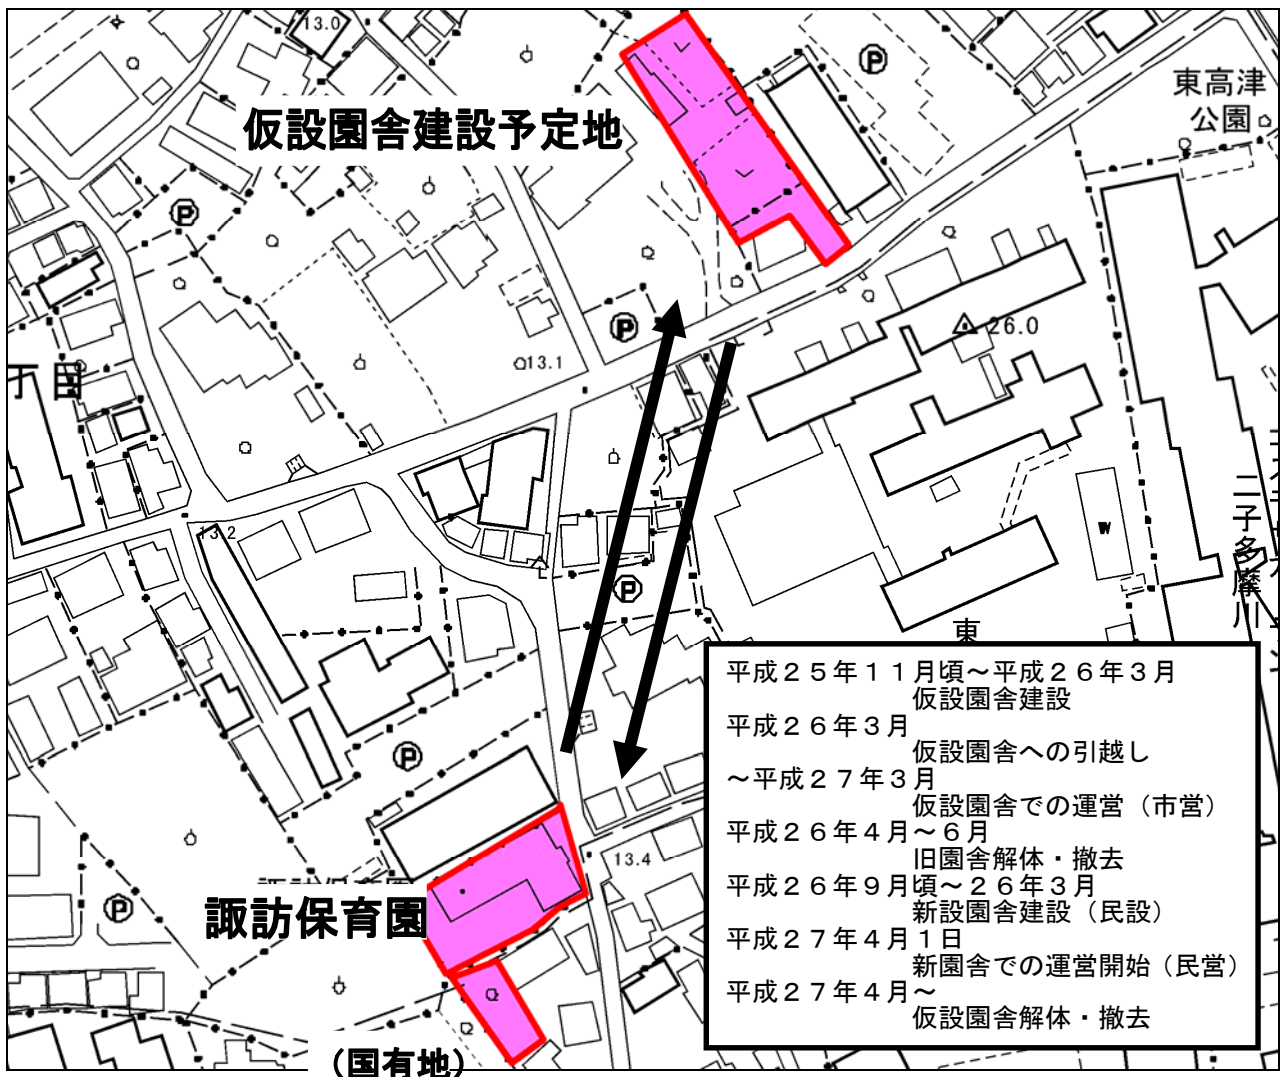 13.0
東高津
公園
仮設園舎建設予定地
P
P
P
26.0
13.1
丁目
13.2
W
二子多摩川
P
東
P
平成25年11月頃～平成26年3月
仮設園舎建設
平成26年3月
仮設園舎への引越し
～平成27年3月
仮設園舎での運営（市営）
平成26年4月～6月
旧園舎解体・撤去
平成26年9月頃～26年3月
新設園舎建設（民設）
平成27年4月1日
新園舎での運営開始（民営）
平成27年4月～
仮設園舎解体・撤去
13.4
P
諏訪保育園
（国有地）